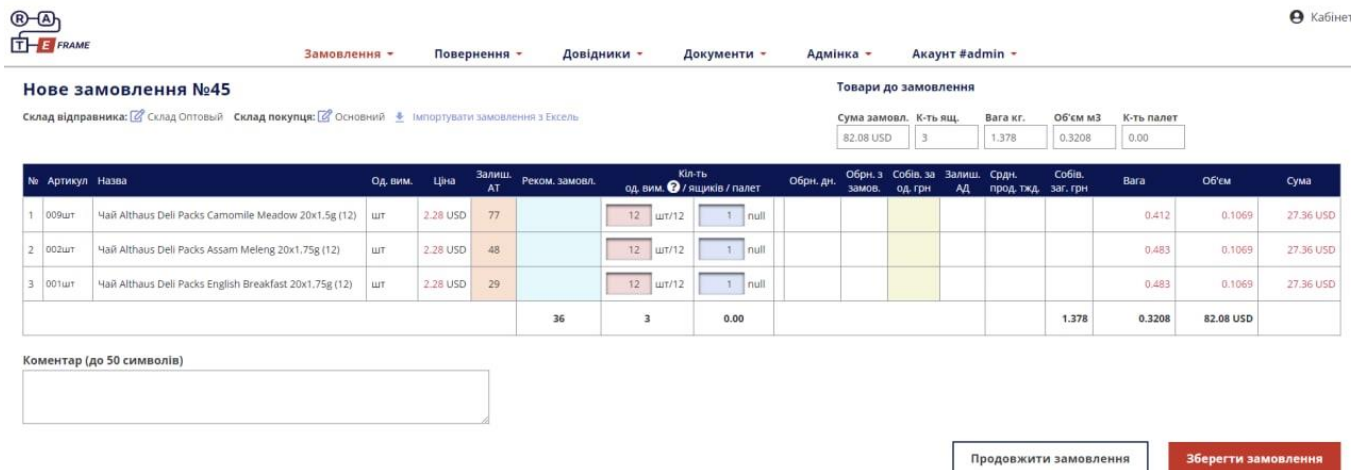 R A
T E FRAME
Кабінет
Замовлення Повернення Довідники Документи Адмінка Акаунт #admin
Нове замовлення №45
Товари до замовлення
Склад відправника: Склад Оптовый Склад покупця: Основний Імпортувати замовлення з Ексель
Сума замовл. К-ть ящ. Вага кг. Об'єм м3 К-ть палет
82.08 USD 3 1.378 0.3208 0.00
№ Артикул Назва Од. вим. Ціна Залиш. АТ Реком. замовл. Кіл-ть од. вим. ? / ящиків / палет Обрн. дн. Обрн. з замов. Собів. за од. грн Залиш. АД Срдн. прод. тжд. Собів. заг. грн Вага Об'єм Сума
1 009шт Чай Althaus Deli Packs Camomile Meadow 20x1.5g (12) шт 2.28 USD 77 12 шт/12 1 null 0.412 0.1069 27.36 USD
2 002шт Чай Althaus Deli Packs Assam Meleng 20x1.75g (12) шт 2.28 USD 48 12 шт/12 1 null 0.483 0.1069 27.36 USD
3 001шт Чай Althaus Deli Packs English Breakfast 20x1.75g (12) шт 2.28 USD 29 12 шт/12 1 null 0.483 0.1069 27.36 USD
36 3 0.00 1.378 0.3208 82.08 USD
Коментар (до 50 символів)
Продовжити замовлення Зберегти замовлення